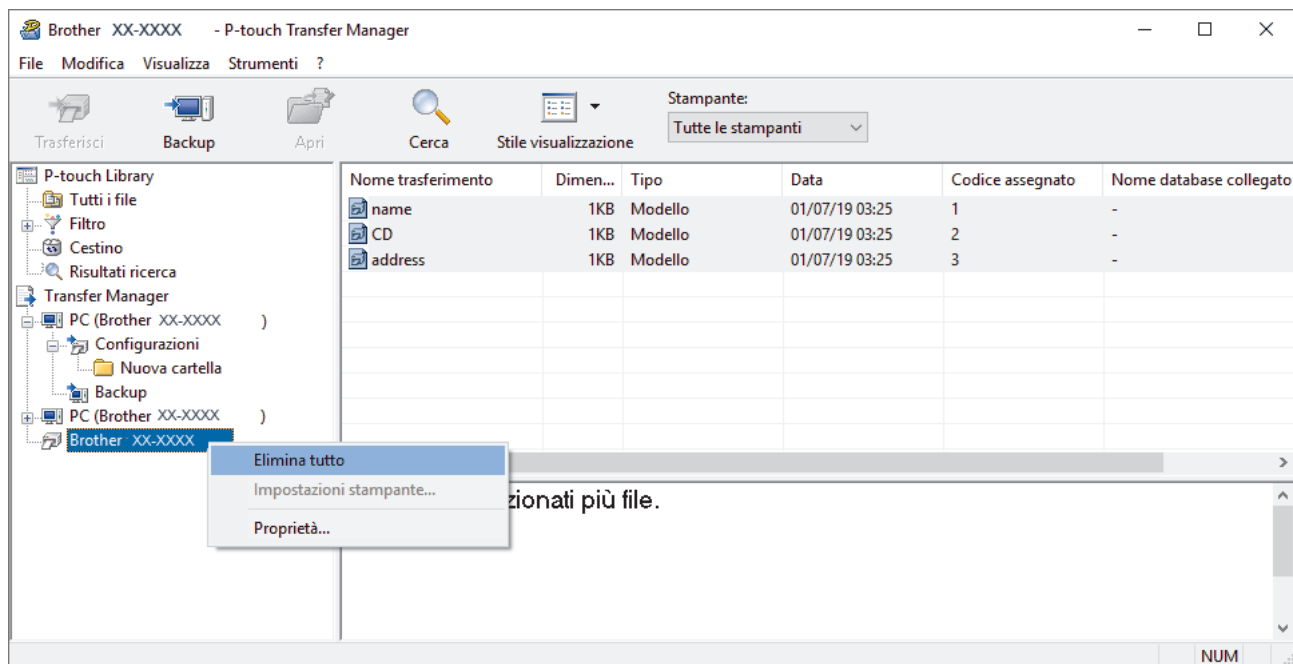 Brother XX-XXXX - P-touch Transfer Manager
File Modifica Visualizza Strumenti ?
Trasferisci Backup Apri Cerca Stile visualizzazione
Stampante:
Tutte le stampanti
P-touch Library
Tutti i file
Filtro
Cestino
Risultati ricerca
Transfer Manager
PC (Brother XX-XXXX )
Configurazioni
Nuova cartella
Backup
PC (Brother XX-XXXX )
Brother XX-XXXX
Nome trasferimento Dimen... Tipo Data Codice assegnato Nome database collegato
name 1KB Modello 01/07/19 03:25 1 -
CD 1KB Modello 01/07/19 03:25 2 -
address 1KB Modello 01/07/19 03:25 3 -
Elimina tutto
Impostazioni stampante...
Proprietà...
più file.
NUM